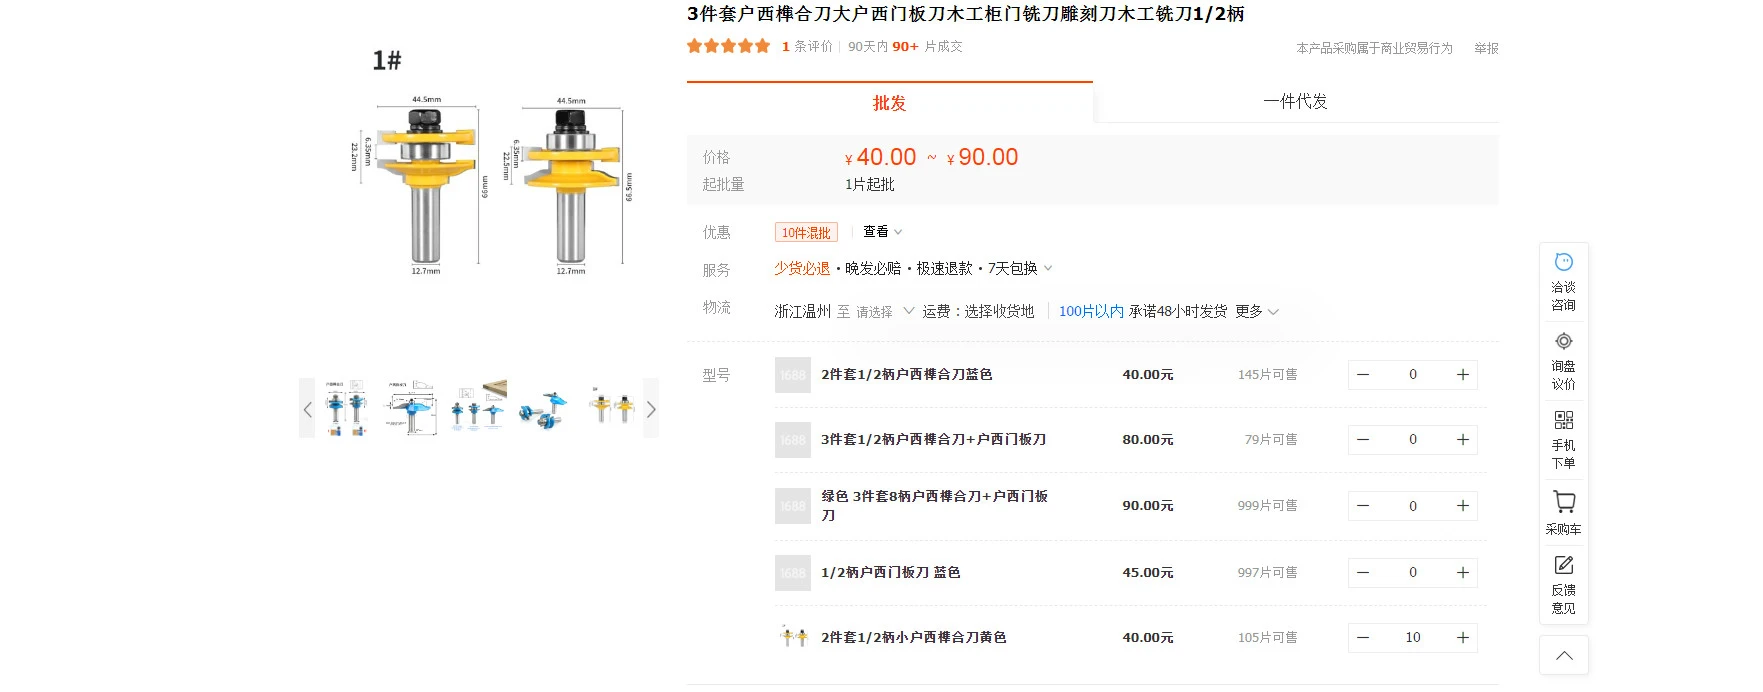 3件套户西榫合刀大户西门板刀木工柜门铣刀雕刻刀木工铣刀1/2柄
1 条评价 90天内 90+ 片成交
本产品采购属于商业贸易行为 举报
1#
44.5mm
44.5mm
6.35mm
23.2mm
99mm
6.35mm
22.5mm
99.5mm
12.7mm
12.7mm
批发
一件代发
价格 ¥ 40.00 ~ ¥ 90.00
起批量 1片起批
优惠 10件混批 查看
服务 少货必退 · 晚发必赔 · 极速退款 · 7天包换
物流 浙江温州 至 请选择 运费：选择收货地 100片以内 承诺48小时发货 更多
型号
1688 2件套1/2柄户西榫合刀蓝色 40.00元 145片可售 0
1688 3件套1/2柄户西榫合刀+户西门板刀 80.00元 79片可售 0
1688 绿色 3件套8柄户西榫合刀+户西门板
刀 90.00元 999片可售 0
1688 1/2柄户西门板刀 蓝色 45.00元 997片可售 0
2件套1/2柄小户西榫合刀黄色 40.00元 105片可售 10
洽谈
咨询
询盘
议价
手机
下单
采购车
反馈
意见